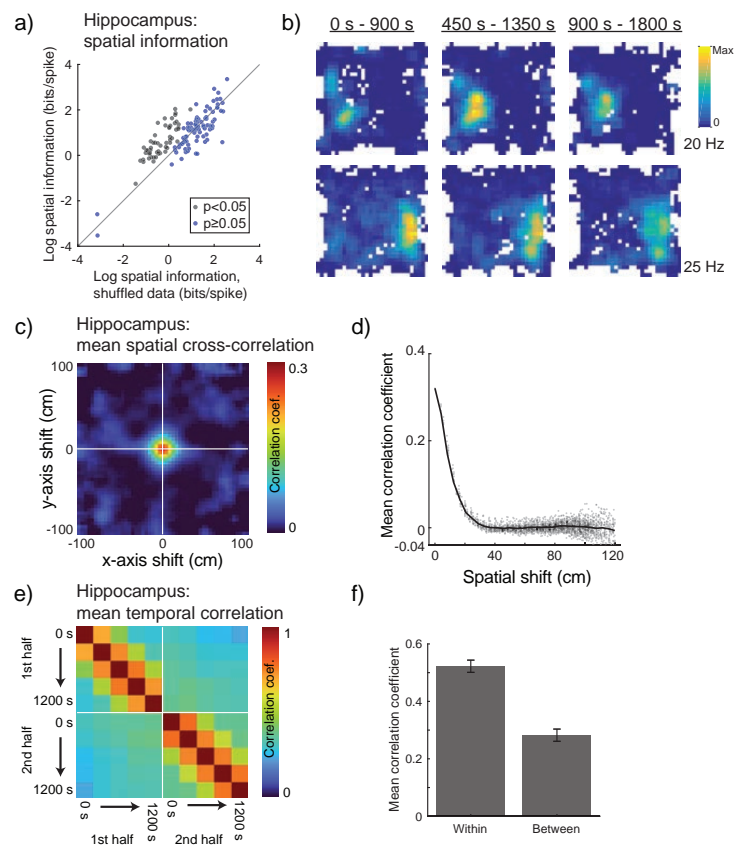 a)
Hippocampus:
spatial information
Log spatial information (bits/spike)
4
2
0
-2
-4
p<0.05
p≥0.05
-4
-2
0
2
4
Log spatial information,
shuffled data (bits/spike)
b)
0 s - 900 s
450 s - 1350 s
900 s - 1800 s
Max
0
20 Hz
25 Hz
c)
Hippocampus:
mean spatial cross-correlation
100
0
-100
y-axis shift (cm)
-100
0
100
x-axis shift (cm)
0.3
Correlation coef.
0
d)
0.4
0.2
0
-0.04
Mean correlation coefficient
0
40
80
120
Spatial shift (cm)
e)
Hippocampus:
mean temporal correlation
0 s
1st half
1200 s
0 s
2nd half
1200 s
0 s
1200 s
0 s
1200 s
1st half
2nd half
1
Correlation coef.
0
f)
0.6
0.4
0.2
0
Mean correlation coefficient
Within
Between